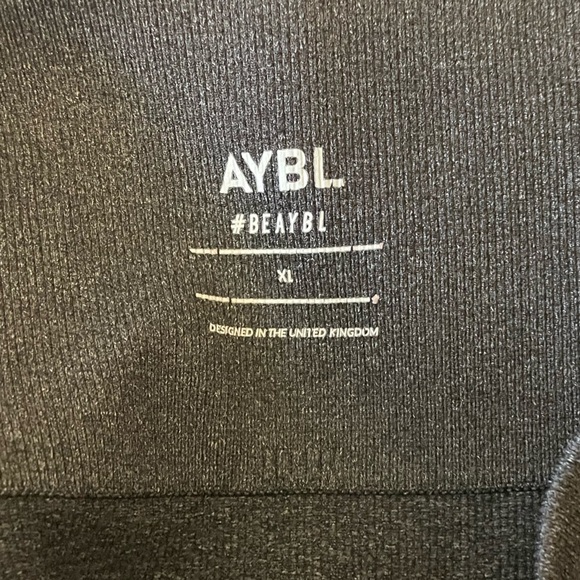 AYBL.
#BEAYBL
XL
DESIGNED IN THE UNITED KINGDOM